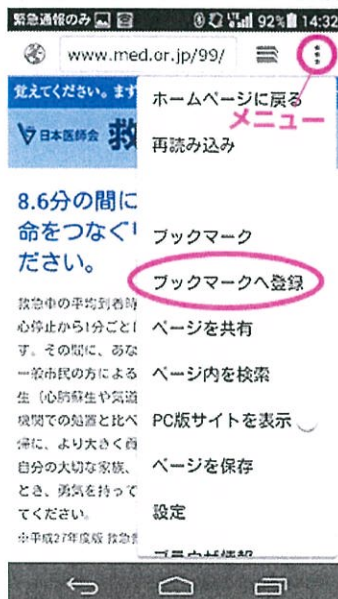 緊急通報のみ 92% 14:32
www.med.or.jp/99/
覚えてください。まず
日本医師会 救
ホームページに戻る
メニュー
再読み込み
8.6分の間に
命をつなぐ
ださい。
ブックマーク
ブックマークへ登録
ページを共有
ページ内を検索
PC版サイトを表示
ページを保存
設定
救急車の平均到着時
心停止から1分ごと
す。その間に、あな
一般市民の方による
生（心肺蘇生や気道
機関での処置と比べ
帰に、より大きく貢
自分の大切な家族、
とき、勇気を持って
てください。
※平成27年度版 救急